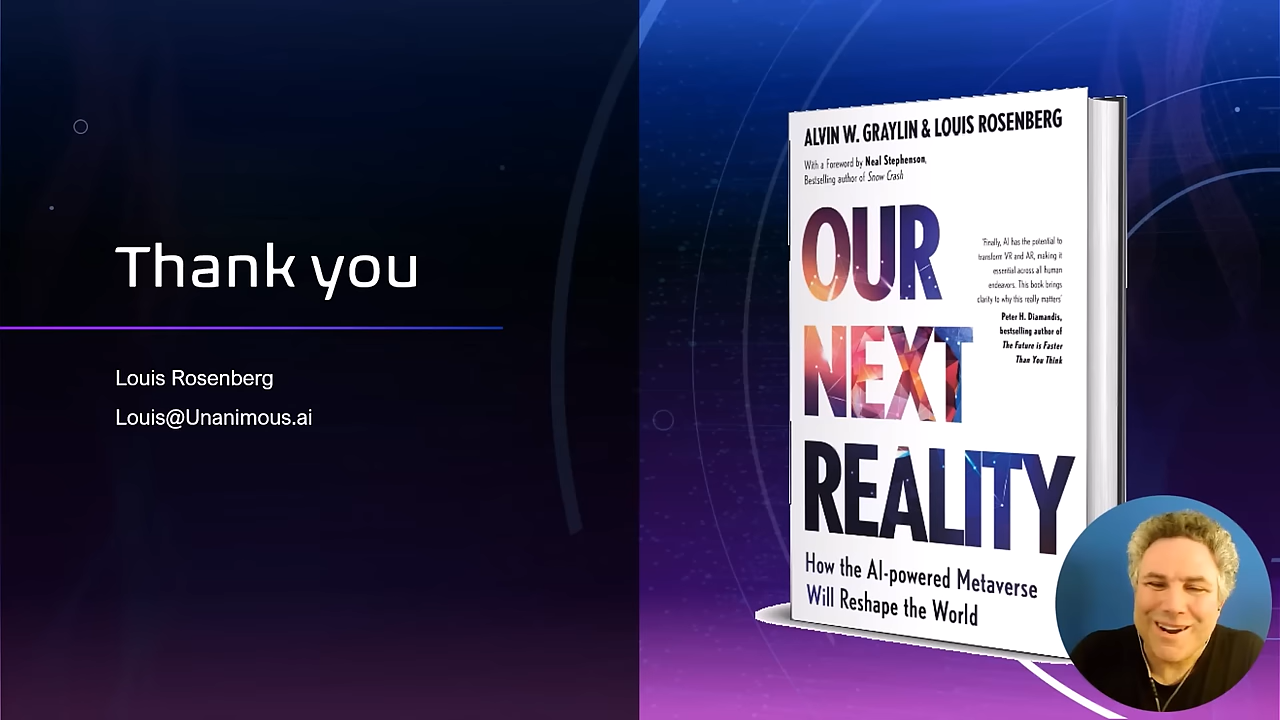 Thank you
Louis Rosenberg
Louis@Unanimous.ai
ALVIN W. GRAYLIN & LOUIS ROSENBERG
With a Foreword by Neal Stephenson,
Bestselling author of Snow Crash
OUR
'Finally, AI has the potential to
transform VR and AR, making it
essential across all human
endeavors. This book brings
clarity to why this really matters'
Peter H. Diamandis,
bestselling author of
The Future is Faster
Than You Think
NEXT
REALITY
How the AI-powered Metaverse
Will Reshape the World